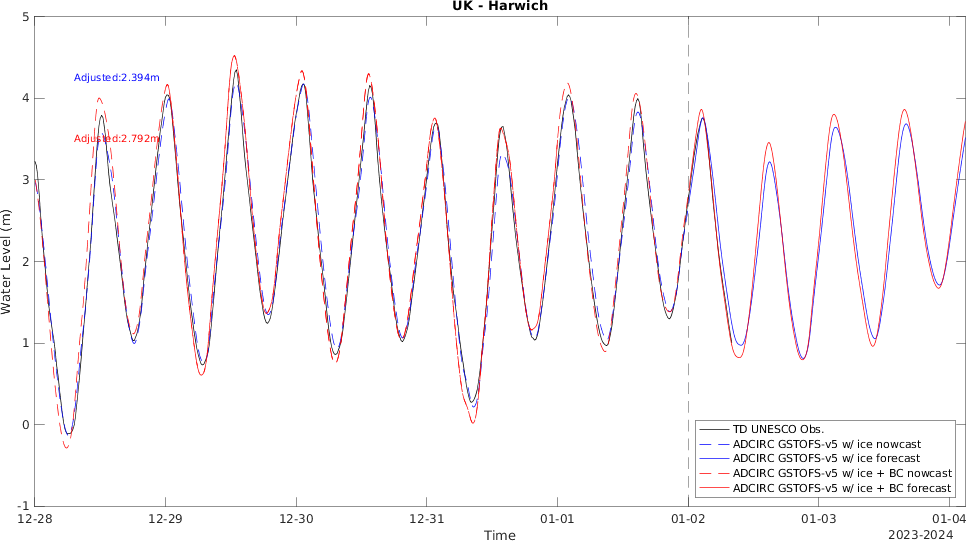 UK - Harwich
5
4
3
2
1
0
-1
Water Level (m)
Adjusted:2.394m
Adjusted:2.792m
TD UNESCO Obs.
ADCIRC GSTOFS-v5 w/ ice nowcast
ADCIRC GSTOFS-v5 w/ ice forecast
ADCIRC GSTOFS-v5 w/ ice + BC nowcast
ADCIRC GSTOFS-v5 w/ ice + BC forecast
12-28 12-29 12-30 12-31 01-01 01-02 01-03 01-04
Time
2023-2024